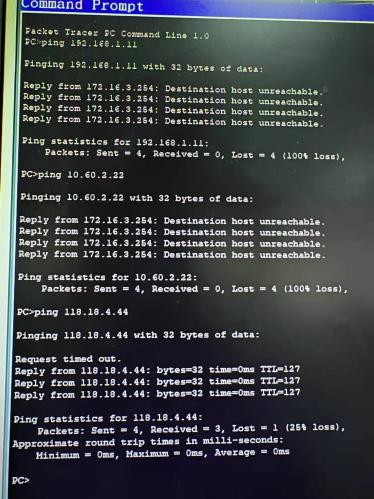 Command Prompt
Packet Tracer PC Command Line 1.0
PC>ping 192.168.1.11
Pinging 192.168.1.11 with 32 bytes of data:
Reply from 172.16.3.254: Destination host unreachable.
Reply from 172.16.3.254: Destination host unreachable.
Reply from 172.16.3.254: Destination host unreachable.
Reply from 172.16.3.254: Destination host unreachable.
Ping statistics for 192.168.1.11:
Packets: Sent = 4, Received = 0, Lost = 4 (100% loss),
PC>ping 10.60.2.22
Pinging 10.60.2.22 with 32 bytes of data:
Reply from 172.16.3.254: Destination host unreachable.
Reply from 172.16.3.254: Destination host unreachable.
Reply from 172.16.3.254: Destination host unreachable.
Reply from 172.16.3.254: Destination host unreachable.
Ping statistics for 10.60.2.22:
Packets: Sent = 4, Received = 0, Lost = 4 (100% loss),
PC>ping 118.18.4.44
Pinging 118.18.4.44 with 32 bytes of data:
Request timed out.
Reply from 118.18.4.44: bytes=32 time=0ms TTL=127
Reply from 118.18.4.44: bytes=32 time=0ms TTL=127
Reply from 118.18.4.44: bytes=32 time=0ms TTL=127
Ping statistics for 118.18.4.44:
Packets: Sent = 4, Received = 3, Lost = 1 (25% loss),
Approximate round trip times in milli-seconds:
Minimum = 0ms, Maximum = 0ms, Average = 0ms
PC>